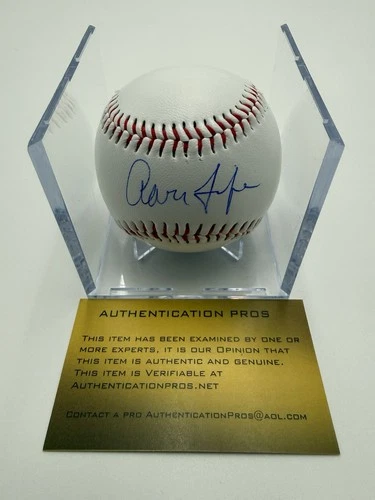 AUTHENTICATION PROS
THIS ITEM HAS BEEN EXAMINED BY ONE OR
MORE EXPERTS, IT IS OUR OPINION THAT
THIS ITEM IS AUTHENTIC AND GENUINE.
THIS ITEM IS VERIFIABLE AT
AUTHENTICATIONPROS.NET
CONTACT A PRO AUTHENTICATIONPROS@AOL.COM